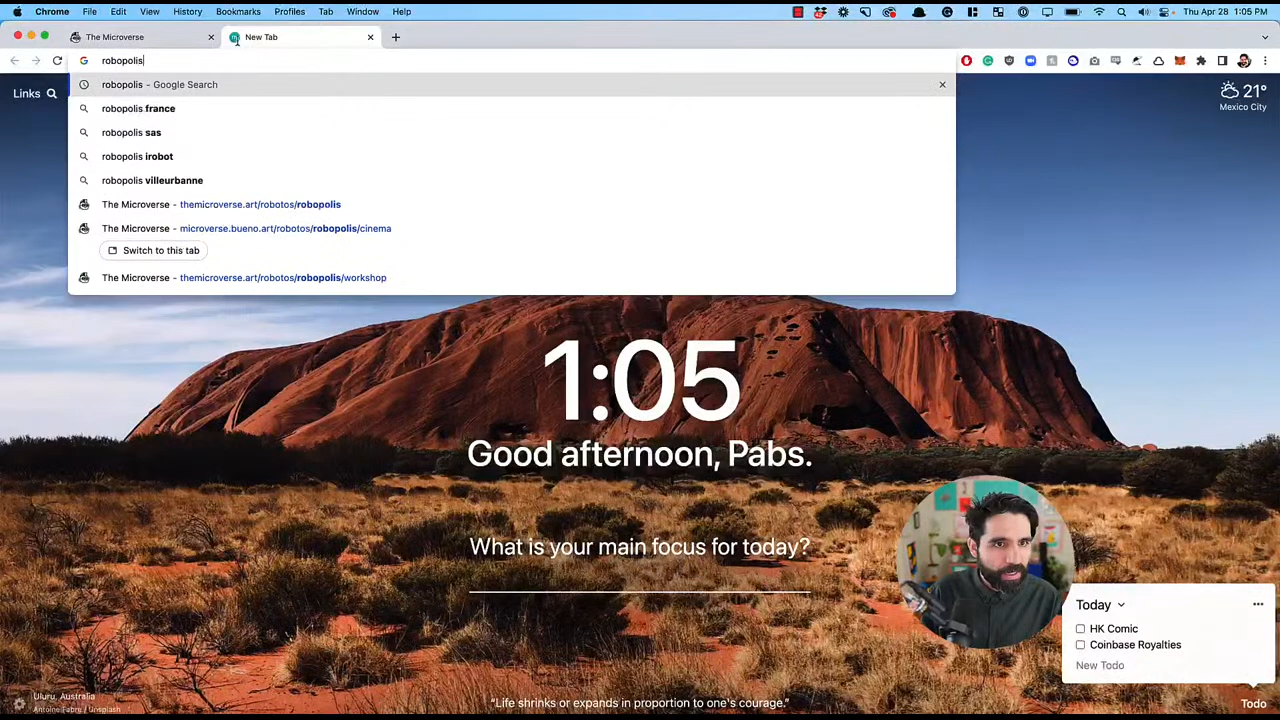 Chrome File Edit View History Bookmarks Profiles Tab Window Help Thu Apr 28 1:05 PM
The Microverse New Tab
robopolis
robopolis - Google Search
robopolis france
robopolis sas
robopolis irobot
robopolis villeurbanne
The Microverse - themicroverse.art/robotos/robopolis
The Microverse - microverse.bueno.art/robotos/robopolis/cinema
Switch to this tab
The Microverse - themicroverse.art/robotos/robopolis/workshop
Links
21°
Mexico City
1:05
Good afternoon, Pabs.
What is your main focus for today?
Today
HK Comic
Coinbase Royalties
New Todo
Uluru, Australia
Antoine Fabre / Unsplash
"Life shrinks or expands in proportion to one's courage."
Todo